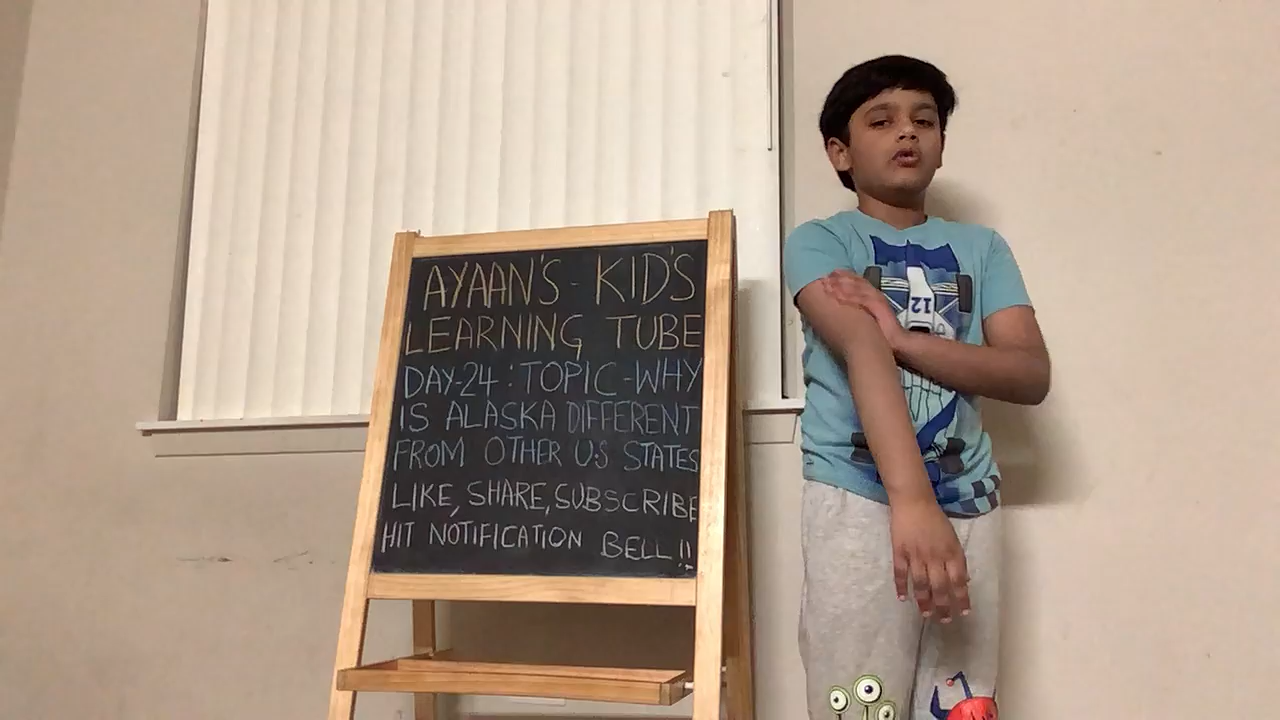 AYAAN'S - KID'S
LEARNING TUBE
DAY-24 : TOPIC-WHY
IS ALASKA DIFFERENT
FROM OTHER U.S STATES
LIKE, SHARE, SUBSCRIBE
HIT NOTIFICATION BELL!!
12